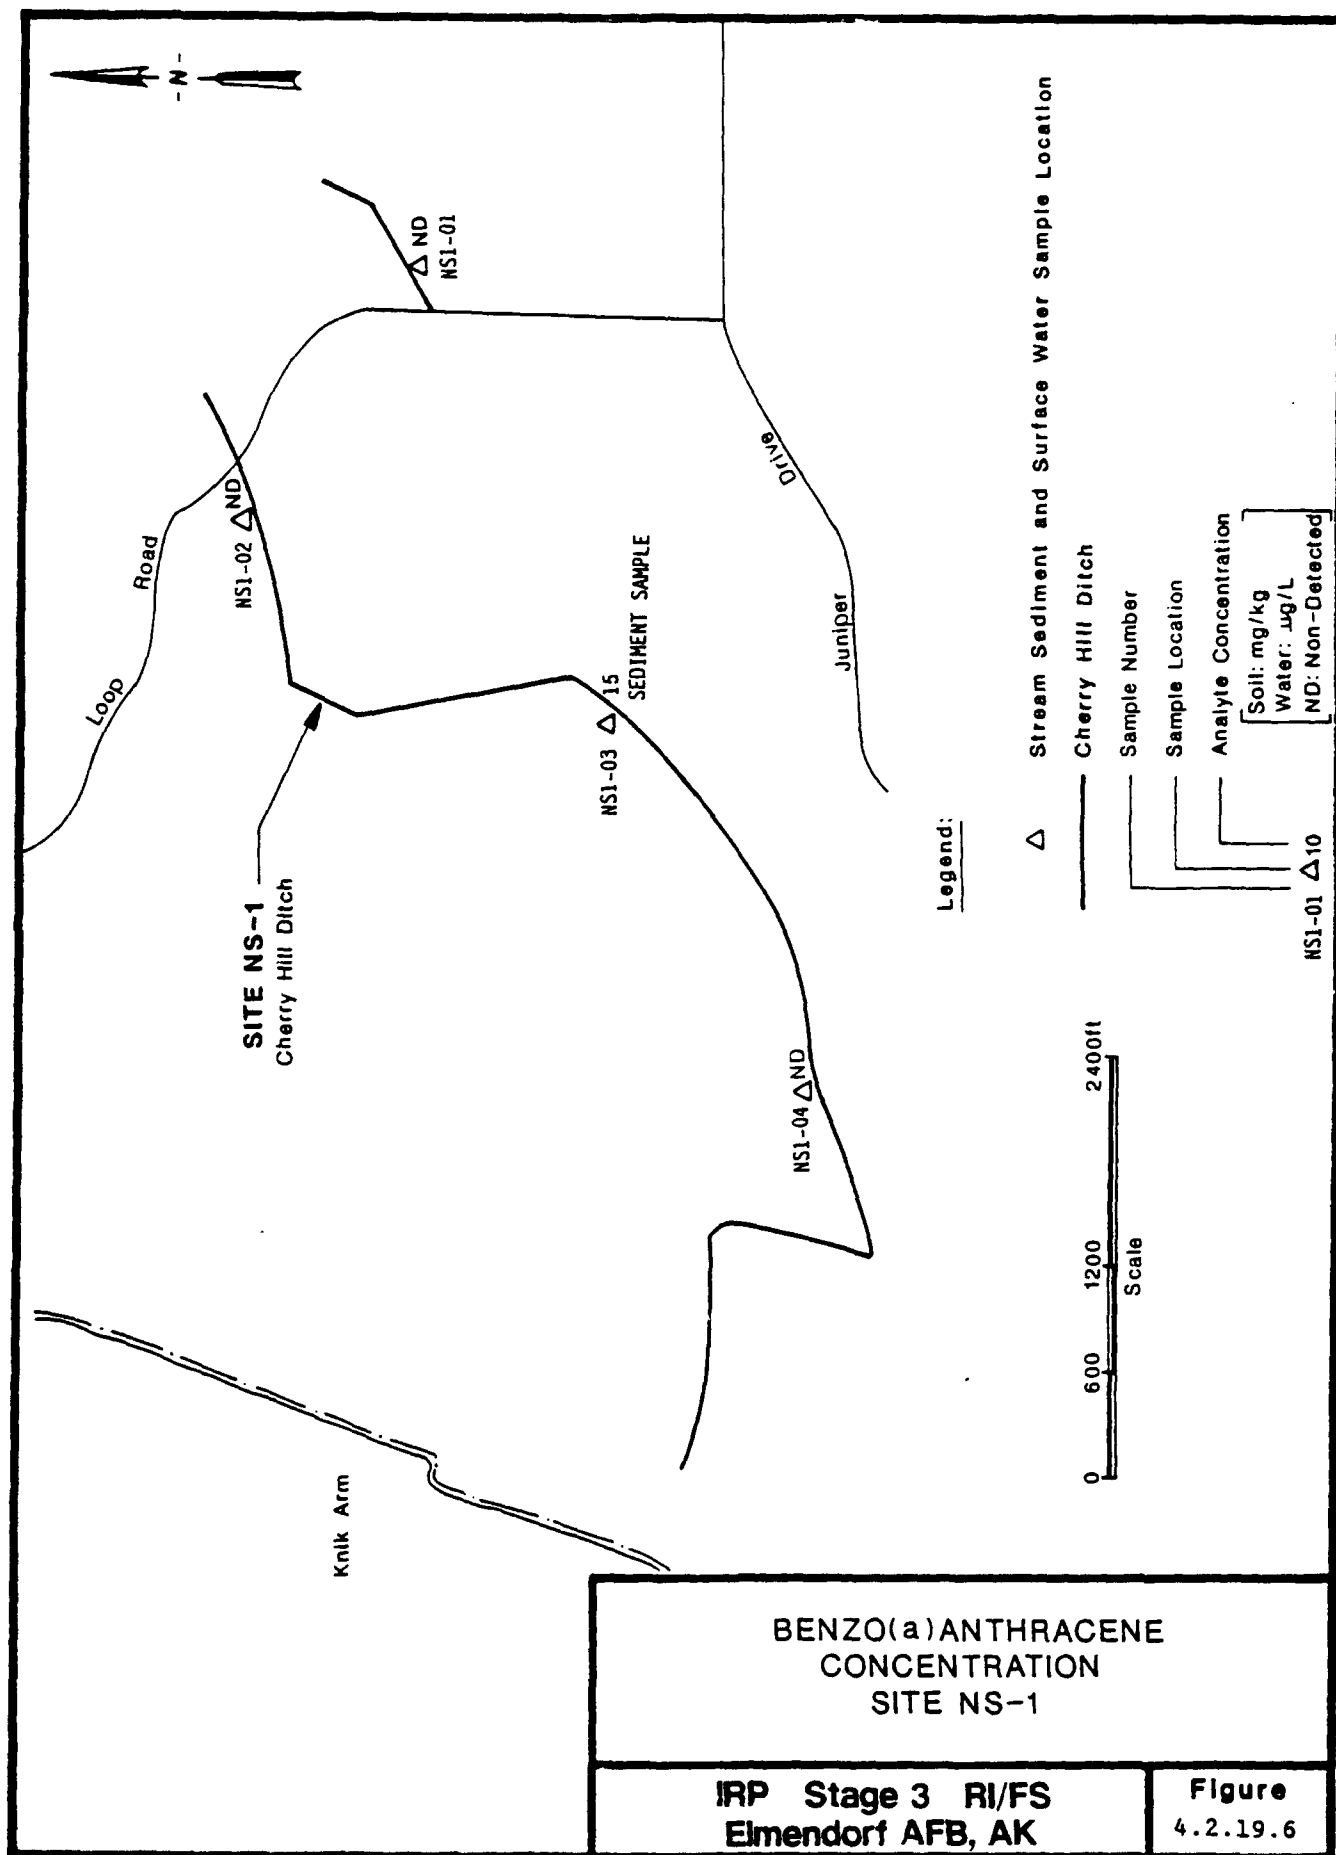 - N -
Loop Road
NS1-02 ND
ND
NS1-01
SITE NS-1
Cherry Hill Ditch
NS1-03 15
SEDIMENT SAMPLE
Juniper Drive
NS1-04 ND
Knik Arm
Legend:
Stream Sediment and Surface Water Sample Location
Cherry Hill Ditch
Sample Number
Sample Location
Analyte Concentration
Soil: mg/kg
Water: µg/L
ND: Non-Detected
NS1-01 10
0 600 1200 2400ft
Scale
BENZO(a)ANTHRACENE
CONCENTRATION
SITE NS-1
IRP Stage 3 RI/FS
Elmendorf AFB, AK
Figure
4.2.19.6